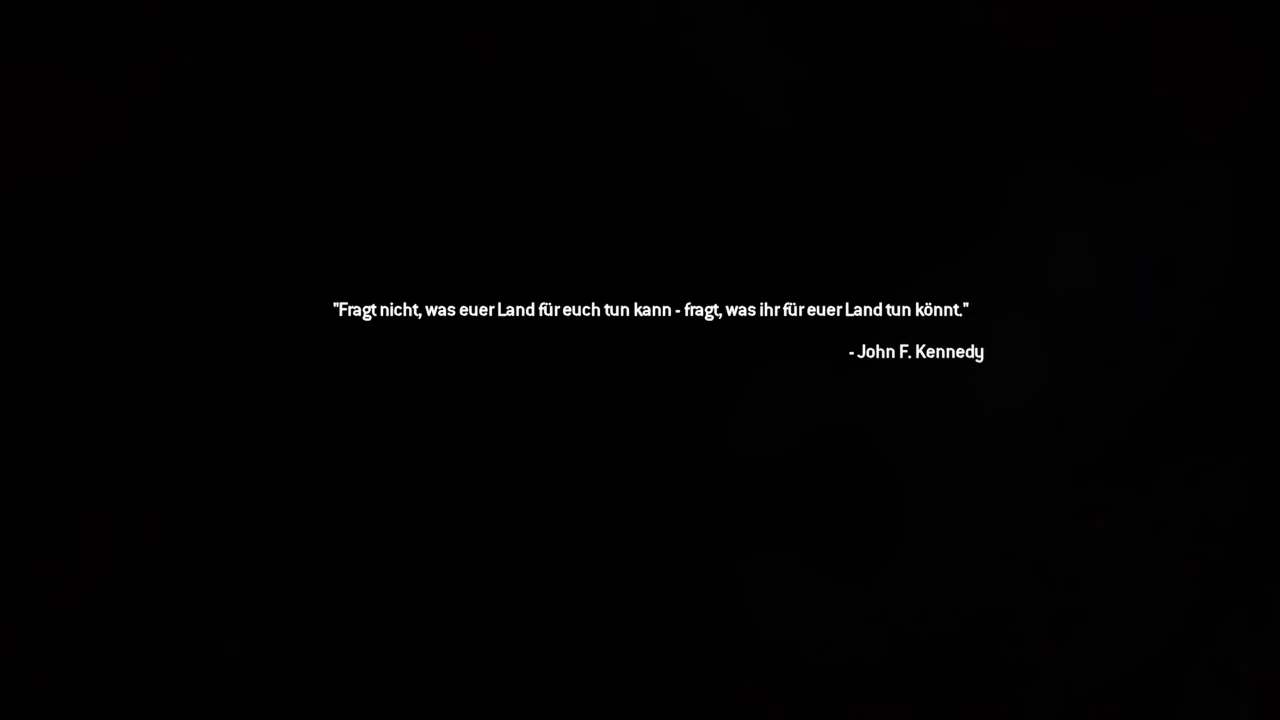 "Fragt nicht, was euer Land für euch tun kann - fragt, was ihr für euer Land tun könnt."
- John F. Kennedy